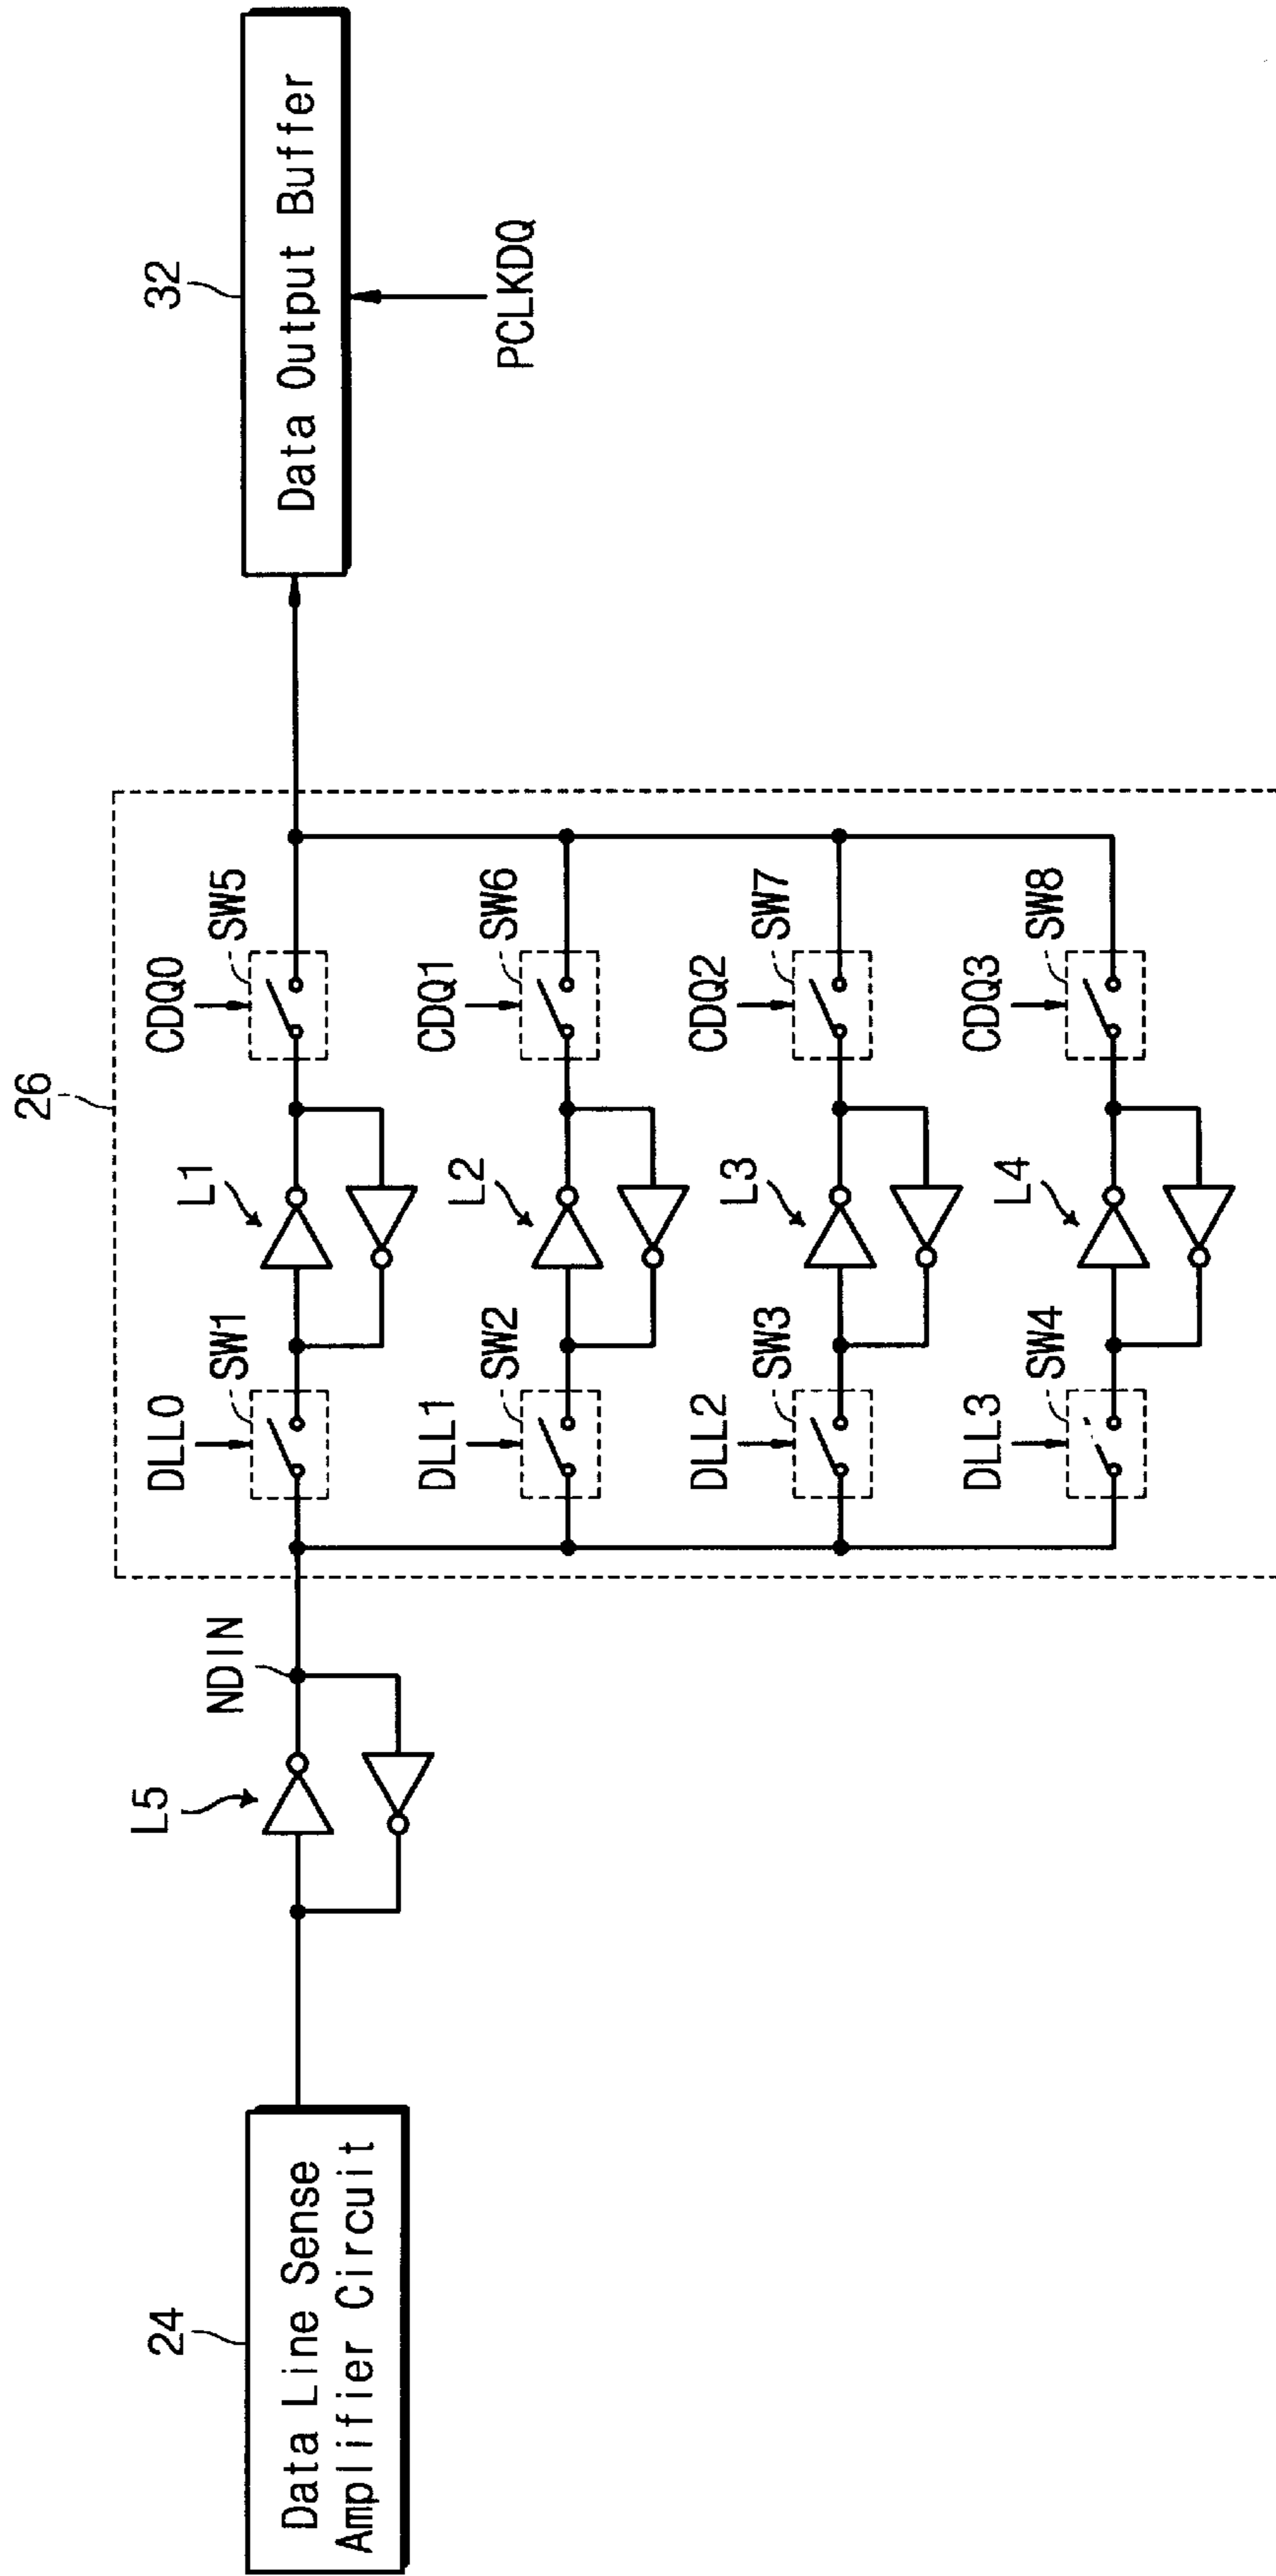 24
Data Line Sense
Amplifier Circuit
L5
NDIN
26
DLL0
SW1
L1
CDQ0
SW5
DLL1
SW2
L2
CDQ1
SW6
DLL2
SW3
L3
CDQ2
SW7
DLL3
SW4
L4
CDQ3
SW8
32
Data Output Buffer
PCLKDQ